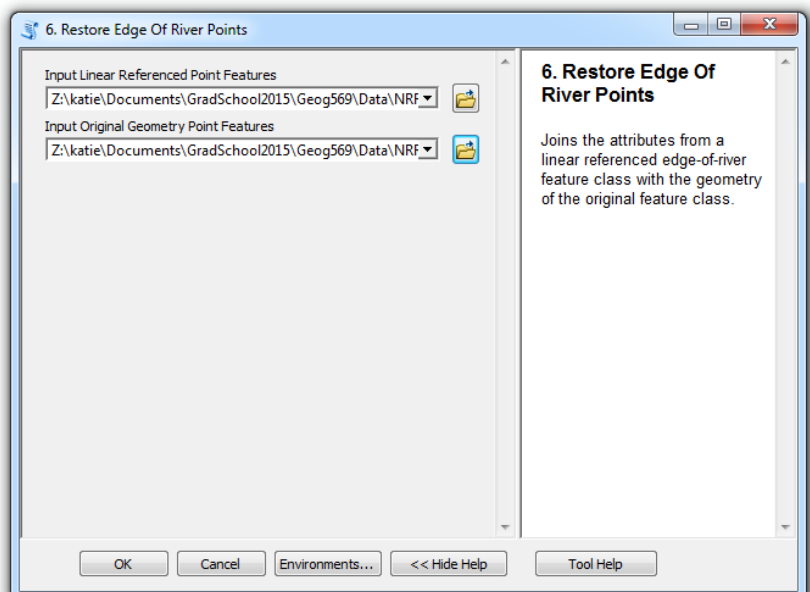 6. Restore Edge Of River Points
Input Linear Referenced Point Features
Z:\katie\Documents\GradSchool2015\Geog569\Data\NRF
Input Original Geometry Point Features
Z:\katie\Documents\GradSchool2015\Geog569\Data\NRF
6. Restore Edge Of
River Points
Joins the attributes from a
linear referenced edge-of-river
feature class with the geometry
of the original feature class.
OK
Cancel
Environments...
<< Hide Help
Tool Help